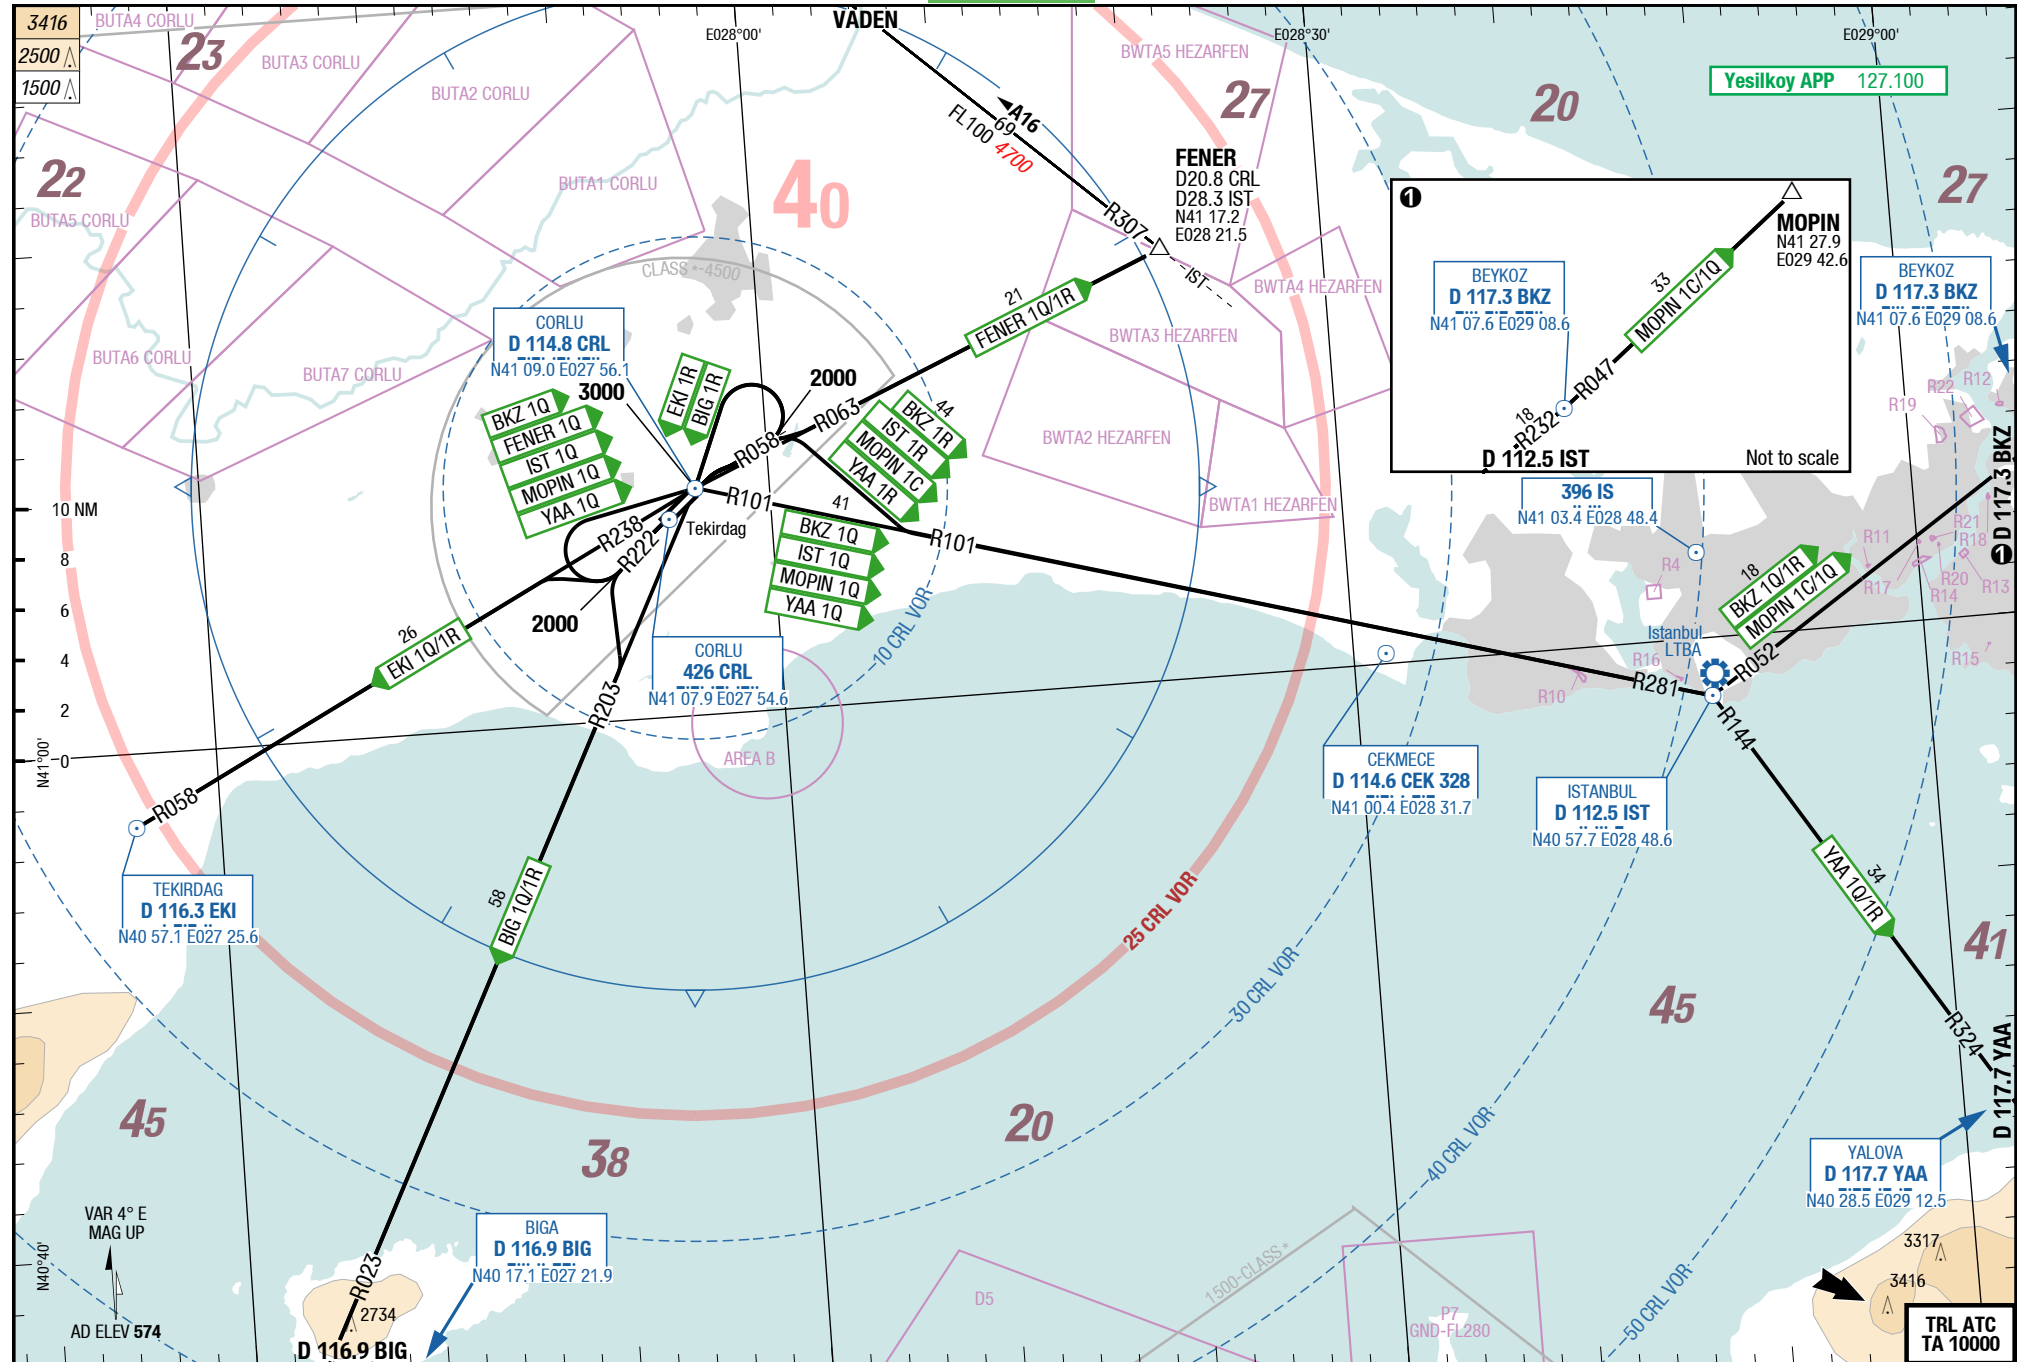 3416
2500
1500
BUTA4 CORLU
23
BUTA3 CORLU
BUTA2 CORLU
22
BUTA5 CORLU
BUTA1 CORLU
BUTA6 CORLU
BUTA7 CORLU
E028°00'
VADEN
40
A16
69
FL100 4700
R307
IST
BWTA5 HEZARFEN
27
E028°30'
20
E029°00'
Yesilkoy APP 127.100
27
FENER
D20.8 CRL
D28.3 IST
N41 17.2
E028 21.5
BWTA4 HEZARFEN
BWTA3 HEZARFEN
BWTA2 HEZARFEN
BWTA1 HEZARFEN
1
MOPIN
N41 27.9
E029 42.6
33
MOPIN 1C/1Q
BEYKOZ
D 117.3 BKZ
N41 07.6 E029 08.6
R047
18
R232
D 112.5 IST
Not to scale
BEYKOZ
D 117.3 BKZ
N41 07.6 E029 08.6
CLASS *-4500
CORLU
D 114.8 CRL
N41 09.0 E027 56.1
3000
2000
EKI 1R
BIG 1R
21
FENER 1Q/1R
R063
R058
BKZ 1Q
FENER 1Q
IST 1Q
MOPIN 1Q
YAA 1Q
44
BKZ 1R
IST 1R
MOPIN 1C
YAA 1R
R101
41
R101
BKZ 1Q
IST 1Q
MOPIN 1Q
YAA 1Q
Tekirdag
R238
R222
2000
26
EKI 1Q/1R
R058
CORLU
426 CRL
N41 07.9 E027 54.6
10 CRL VOR
R203
AREA B
10 NM
8
6
4
2
0
N41°00'
TEKIRDAG
D 116.3 EKI
N40 57.1 E027 25.6
58
BIG 1Q/1R
25 CRL VOR
30 CRL VOR
40 CRL VOR
50 CRL VOR
396 IS
N41 03.4 E028 48.4
R22
R12
R19
D 117.3 BKZ
1
R11
R21
R18
R17
R14
R20
R13
R15
R4
R16
R10
18
BKZ 1Q/1R
MOPIN 1C/1Q
Istanbul
LTBA
R052
R281
R144
CEKMECE
D 114.6 CEK 328
N41 00.4 E028 31.7
ISTANBUL
D 112.5 IST
N40 57.7 E028 48.6
34
YAA 1Q/1R
41
45
R324
D 117.7 YAA
YALOVA
D 117.7 YAA
N40 28.5 E029 12.5
45
38
20
VAR 4° E
MAG UP
N40°40'
AD ELEV 574
R023
2734
D 116.9 BIG
BIGA
D 116.9 BIG
N40 17.1 E027 21.9
D5
1500-CLASS *
P7
GND-FL280
3317
3416
TRL ATC
TA 10000